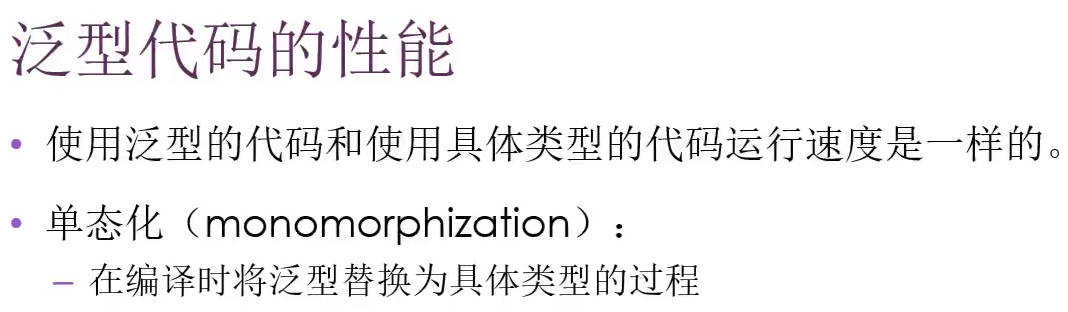 泛型代码的性能
• 使用泛型的代码和使用具体类型的代码运行速度是一样的。
• 单态化（monomorphization）：
– 在编译时将泛型替换为具体类型的过程